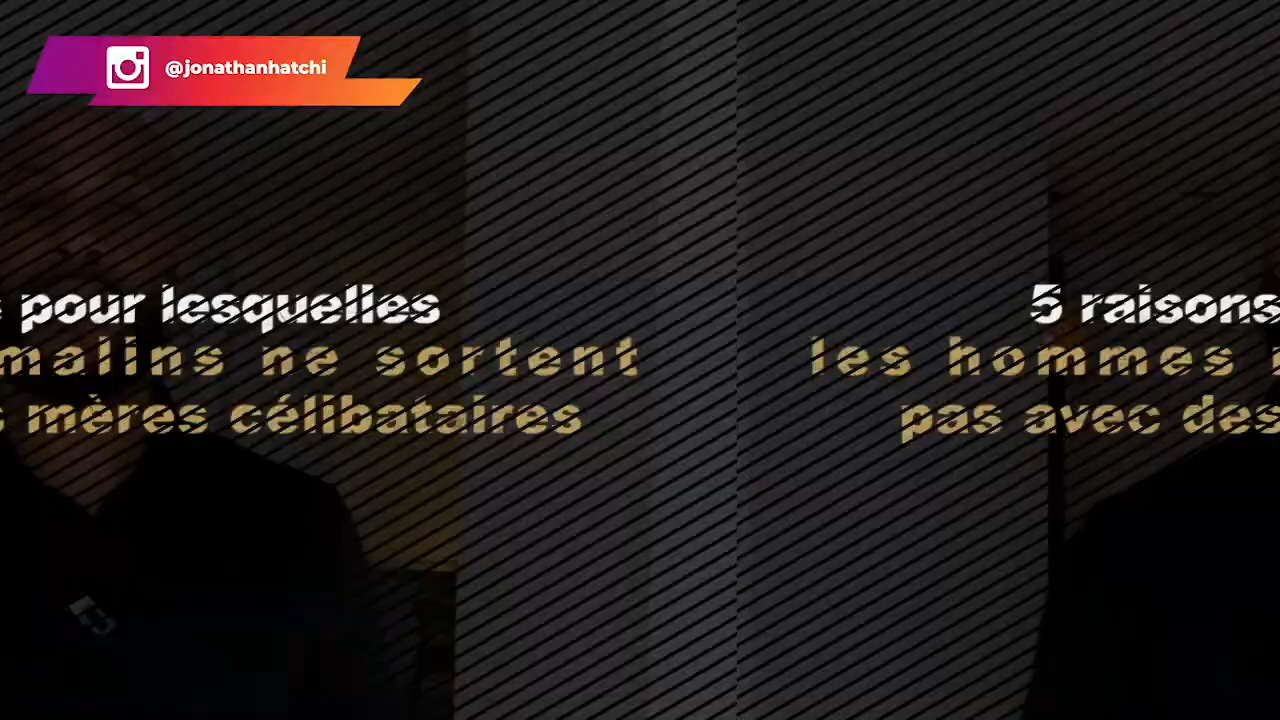 @jonathanhatchi
pour lesquelles
malins ne sortent
mères célibataires
5 raisons
les hommes
pas avec des